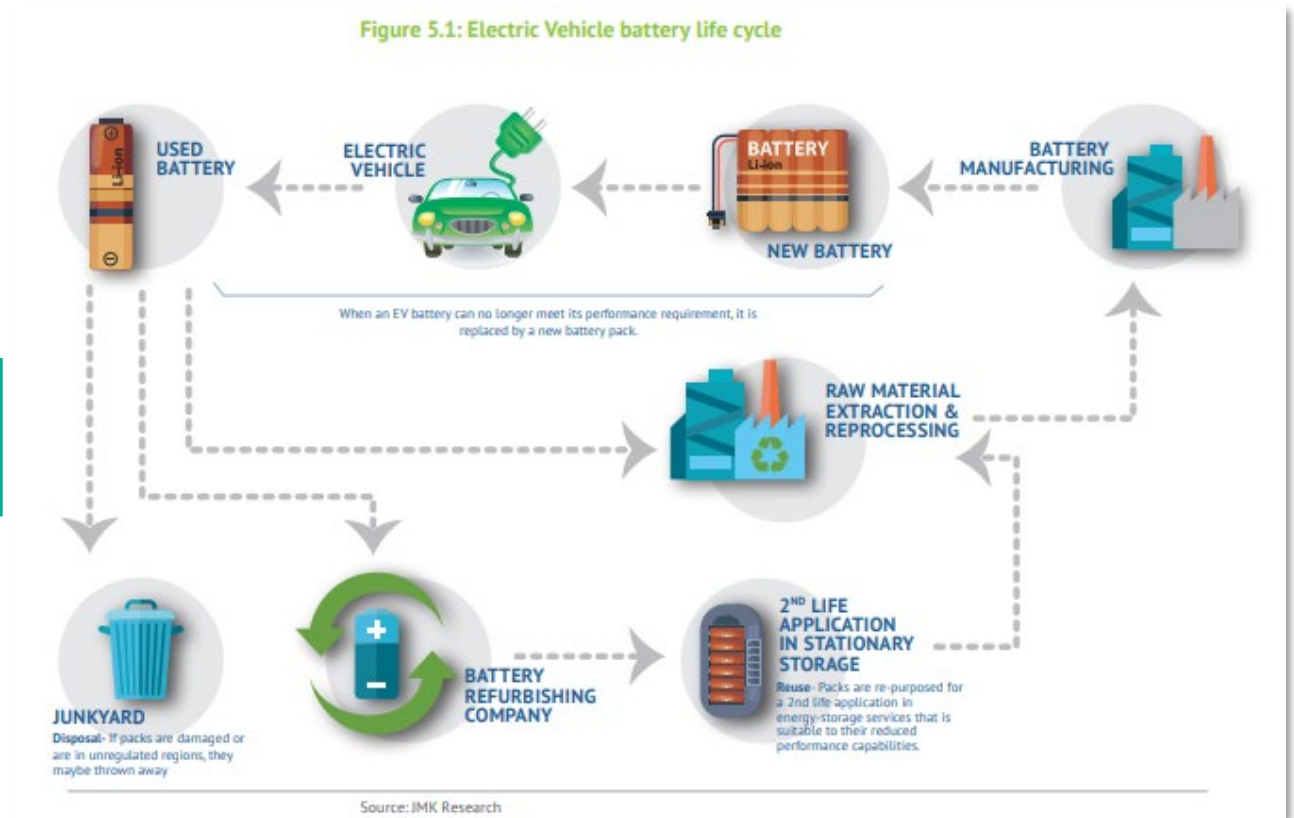 Figure 5.1: Electric Vehicle battery life cycle
USED
BATTERY
Li-ion
ELECTRIC
VEHICLE
BATTERY
Li-ion
NEW BATTERY
BATTERY
MANUFACTURING
When an EV battery can no longer meet its performance requirement, it is
replaced by a new battery pack.
RAW MATERIAL
EXTRACTION &
REPROCESSING
JUNKYARD
Disposal- If packs are damaged or
are in unregulated regions, they
maybe thrown away
+
−
BATTERY
REFURBISHING
COMPANY
2ND LIFE
APPLICATION
IN STATIONARY
STORAGE
Reuse- Packs are re-purposed for
a 2nd life application in
energy-storage services that is
suitable to their reduced
performance capabilities.
Source: JMK Research